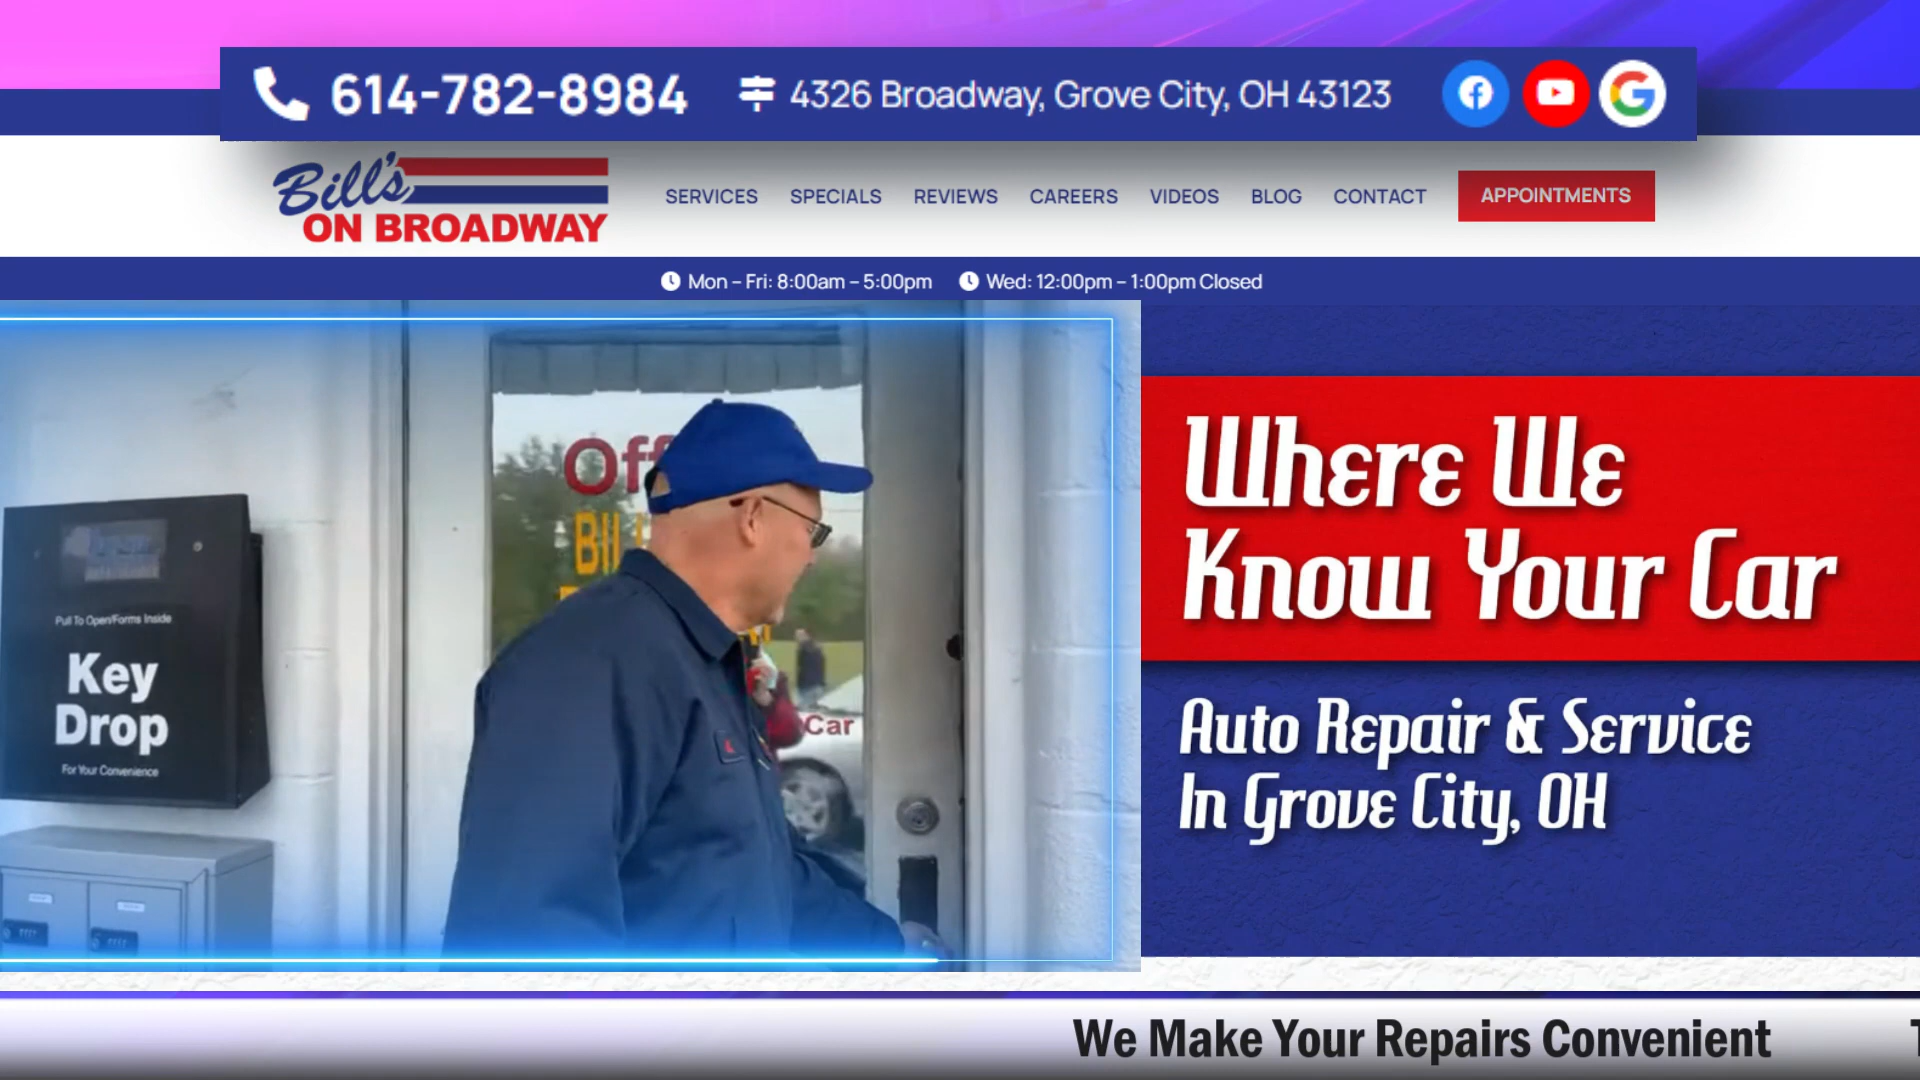 614-782-8984
4326 Broadway, Grove City, OH 43123
Bill's
ON BROADWAY
SERVICES
SPECIALS
REVIEWS
CAREERS
VIDEOS
BLOG
CONTACT
APPOINTMENTS
Mon – Fri: 8:00am – 5:00pm
Wed: 12:00pm – 1:00pm Closed
Off
BIL
Car
Pull To Open/Forms Inside
Key
Drop
For Your Convenience
Where We
Know Your Car
Auto Repair & Service
In Grove City, OH
We Make Your Repairs Convenient